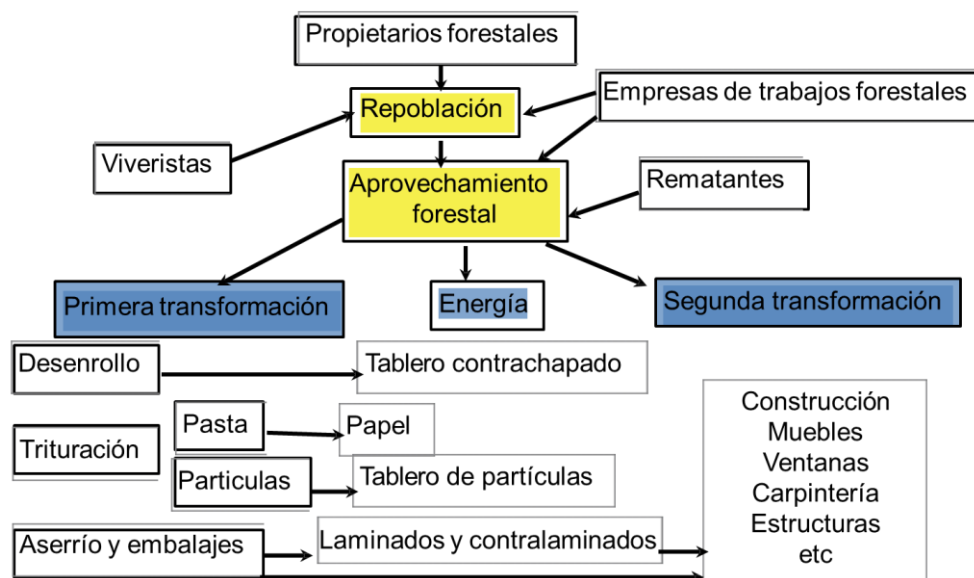 Propietarios forestales
Repoblación
Empresas de trabajos forestales
Viveristas
Aprovechamiento
forestal
Rematantes
Primera transformación
Energía
Segunda transformación
Desenrollo
Tablero contrachapado
Trituración
Pasta
Papel
Particulas
Tablero de partículas
Aserrío y embalajes
Laminados y contralaminados
Construcción
Muebles
Ventanas
Carpintería
Estructuras
etc